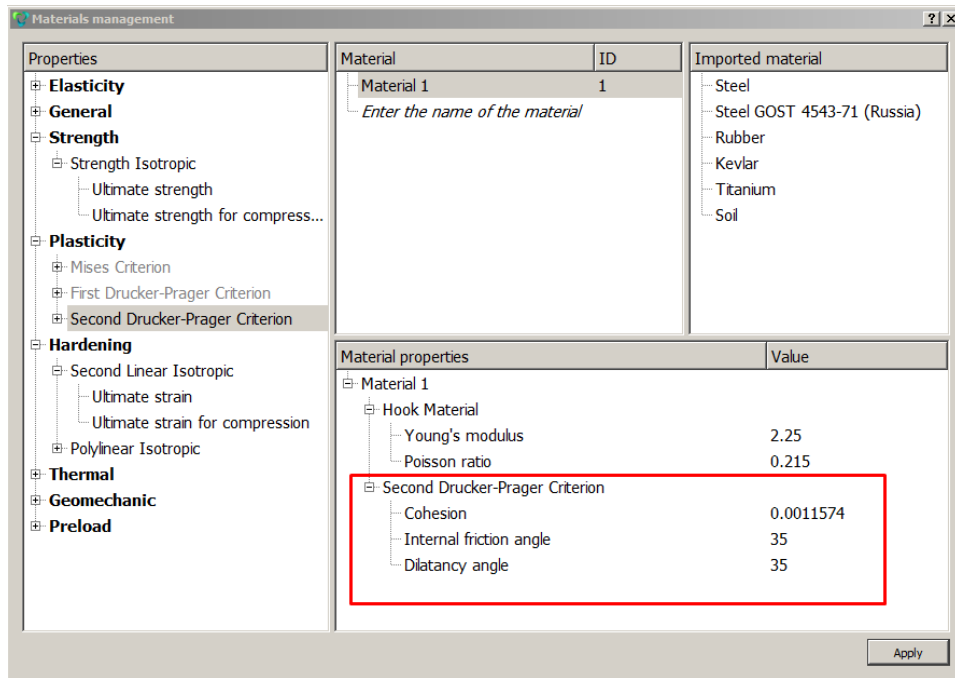 Materials management
Properties
Elasticity
General
Strength
Strength Isotropic
Ultimate strength
Ultimate strength for compress...
Plasticity
Mises Criterion
First Drucker-Prager Criterion
Second Drucker-Prager Criterion
Hardening
Second Linear Isotropic
Ultimate strain
Ultimate strain for compression
Polylinear Isotropic
Thermal
Geomechanic
Preload
Material ID
Material 1 1
Enter the name of the material
Imported material
Steel
Steel GOST 4543-71 (Russia)
Rubber
Kevlar
Titanium
Soil
Material properties Value
Material 1
Hook Material
Young's modulus 2.25
Poisson ratio 0.215
Second Drucker-Prager Criterion
Cohesion 0.0011574
Internal friction angle 35
Dilatancy angle 35
Apply